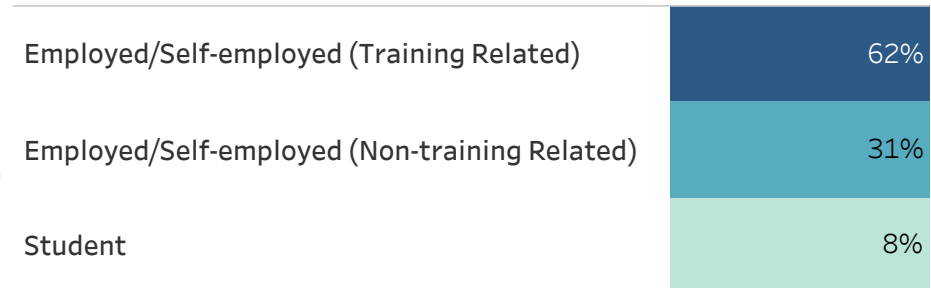 Employed/Self-employed (Training Related) 62%
Employed/Self-employed (Non-training Related) 31%
Student 8%